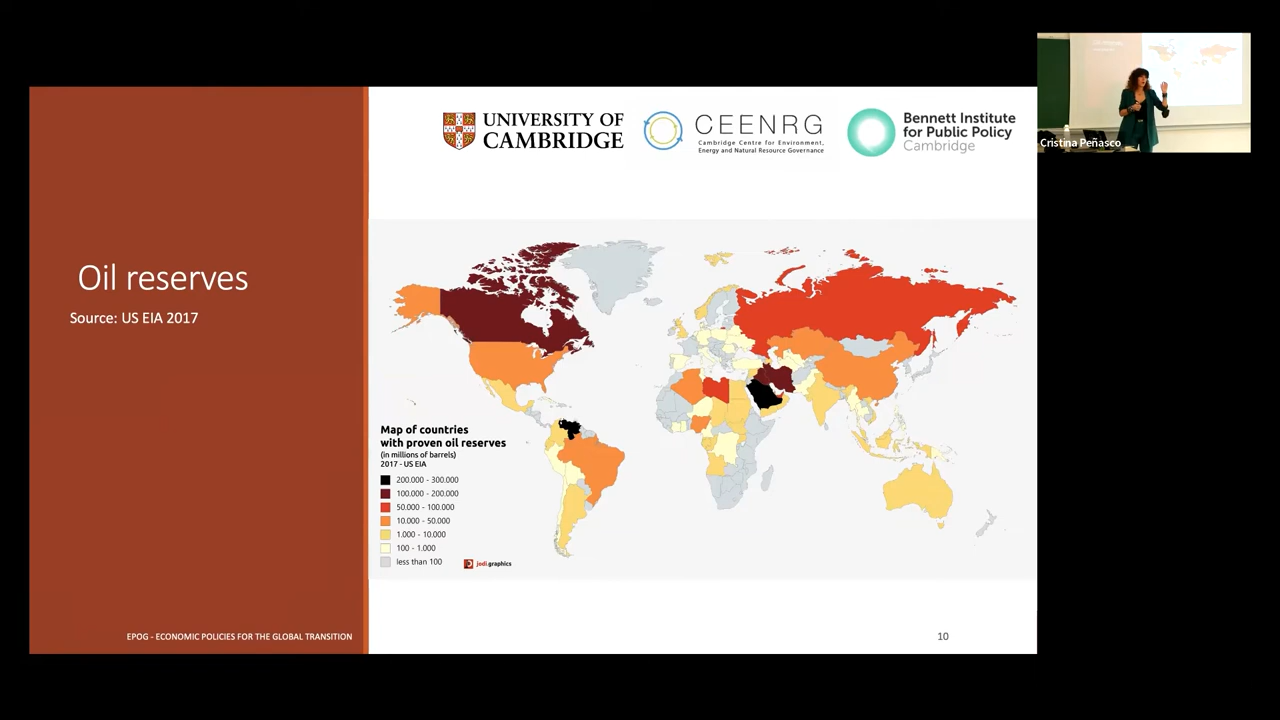 UNIVERSITY OF
CAMBRIDGE
CEENRG
Cambridge Centre for Environment,
Energy and Natural Resource Governance
Bennett Institute
for Public Policy
Cambridge
Cristina Peñasco
Oil reserves
Source: US EIA 2017
Map of countries
with proven oil reserves
(in millions of barrels)
2017 - US EIA
200.000 - 300.000
100.000 - 200.000
50.000 - 100.000
10.000 - 50.000
1.000 - 10.000
100 - 1.000
less than 100
jodi.graphics
EPOG - ECONOMIC POLICIES FOR THE GLOBAL TRANSITION
10